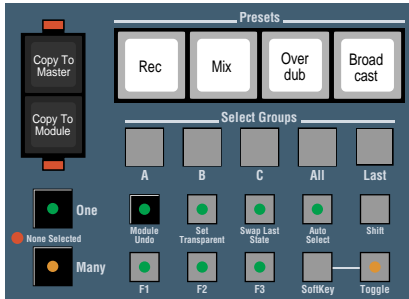 Presets
Copy To
Master
Copy To
Module
Rec
Mix
Over
dub
Broad
cast
Select Groups
A
B
C
All
Last
One
None Selected
Many
Module
Undo
Set
Transparent
Swap Last
State
Auto
Select
Shift
F1
F2
F3
SoftKey
Toggle